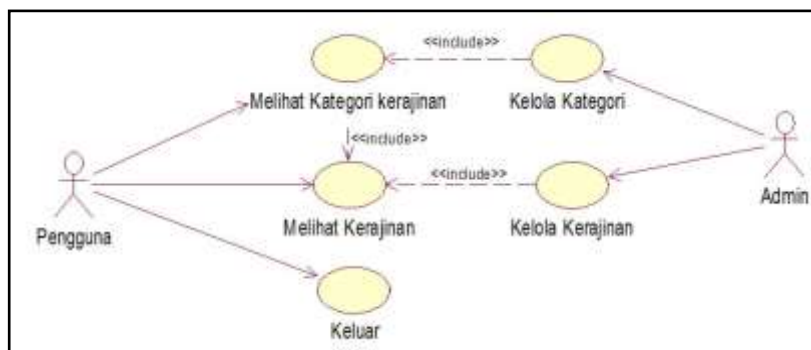 <<include>>
<<include>>
<<include>>
Melihat Kategori kerajinan
Kelola Kategori
Melihat Kerajinan
Kelola Kerajinan
Pengguna
Admin
Keluar